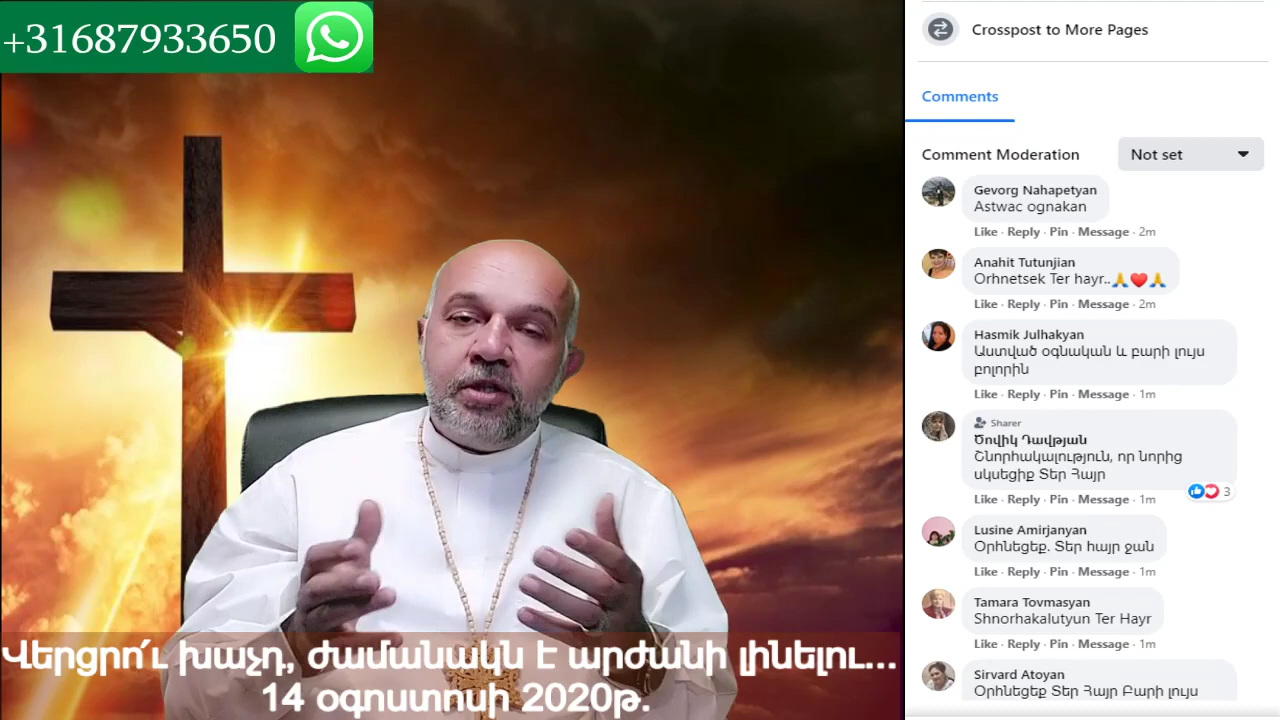 +31687933650
Վերցրո՛ւ խաչդ, ժամանակն է արժանի լինելու...
14 օգոստոսի 2020թ.
Crosspost to More Pages
Comments
Comment Moderation
Not set
Gevorg Nahapetyan
Astwac ognakan
Like · Reply · Pin · Message · 2m
Anahit Tutunjian
Orhnetsek Ter hayr..🙏❤️🙏
Like · Reply · Pin · Message · 2m
Hasmik Julhakyan
Աստված օգնական և բարի լույս
բոլորին
Like · Reply · Pin · Message · 1m
Sharer
Ծովիկ Դավթյան
Շնորհակալություն, որ նորից
սկսեցիք Տեր Հայր
Like · Reply · Pin · Message · 1m
3
Lusine Amirjanyan
Օրհնեգեք. Տեր հայր ջան
Like · Reply · Pin · Message · 1m
Tamara Tovmasyan
Shnorhakalutyun Ter Hayr
Like · Reply · Pin · Message · 1m
Sirvard Atoyan
Օրհնեցեք Տեր Հայր Բարի լույս